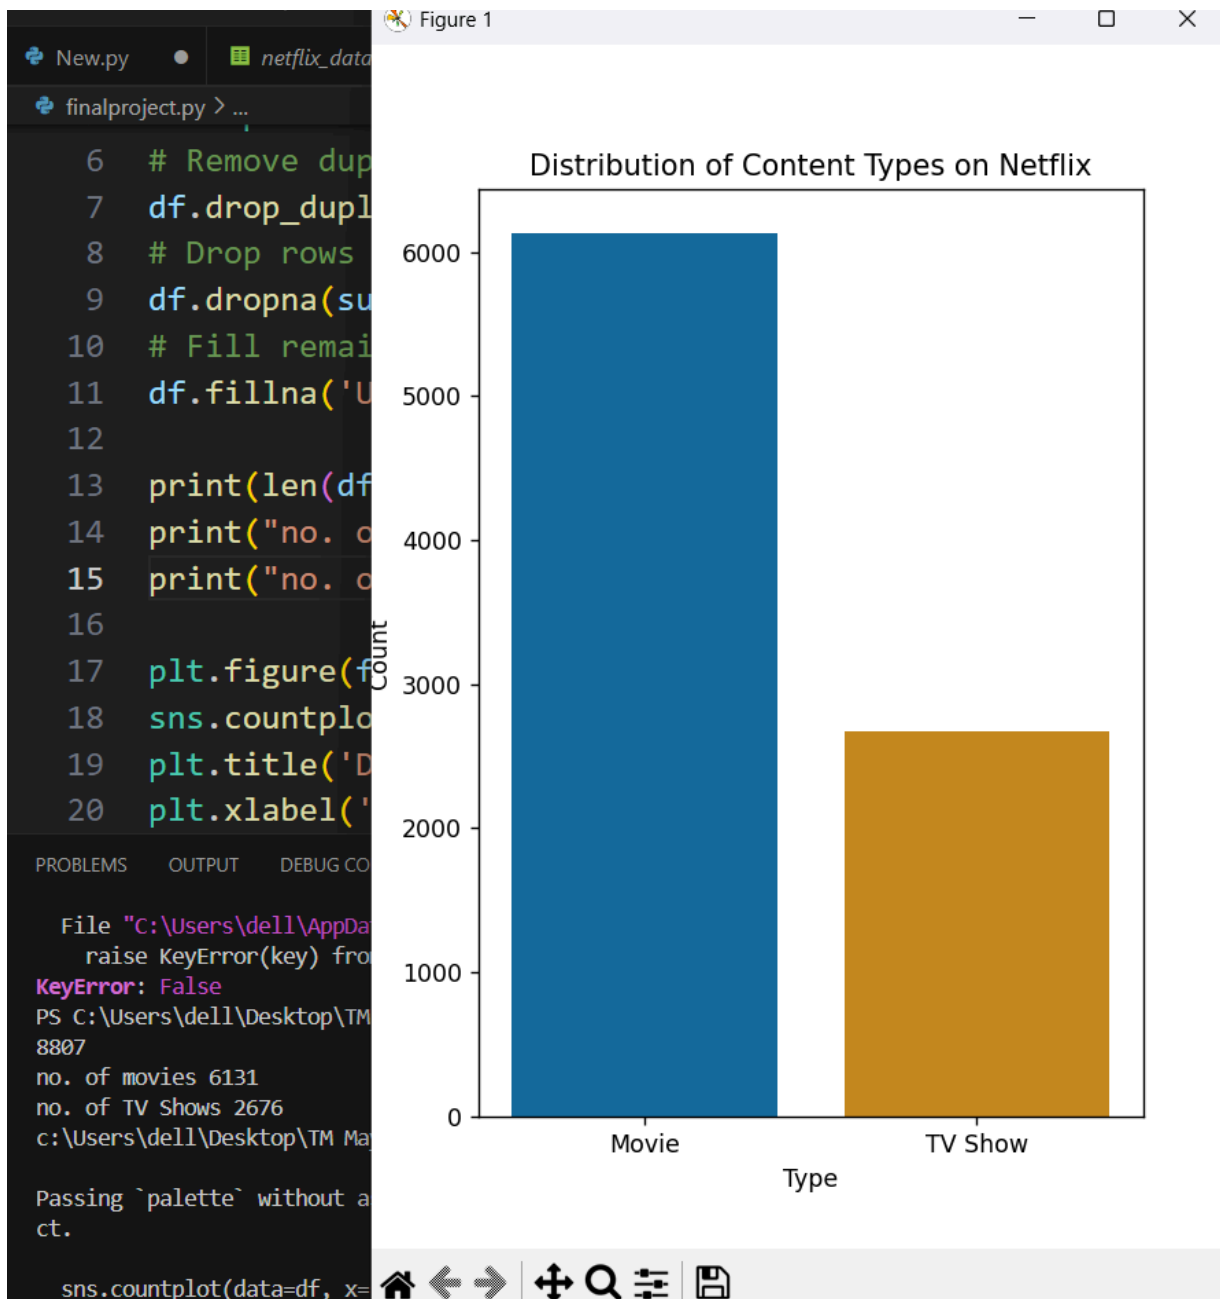 New.py
netflix_data
finalproject.py > ...
6 # Remove dup
7 df.drop_dupl
8 # Drop rows
9 df.dropna(su
10 # Fill remai
11 df.fillna('U
12
13 print(len(df
14 print("no. o
15 print("no. o
16
17 plt.figure(f
18 sns.countplo
19 plt.title('D
20 plt.xlabel('
PROBLEMS OUTPUT DEBUG CO
File "C:\Users\dell\AppDa
raise KeyError(key) fro
KeyError: False
PS C:\Users\dell\Desktop\TM
8807
no. of movies 6131
no. of TV Shows 2676
c:\Users\dell\Desktop\TM Ma
Passing `palette` without a
ct.
sns.countplot(data=df, x=
Figure 1
Distribution of Content Types on Netflix
Count
6000
5000
4000
3000
2000
1000
0
Movie TV Show
Type